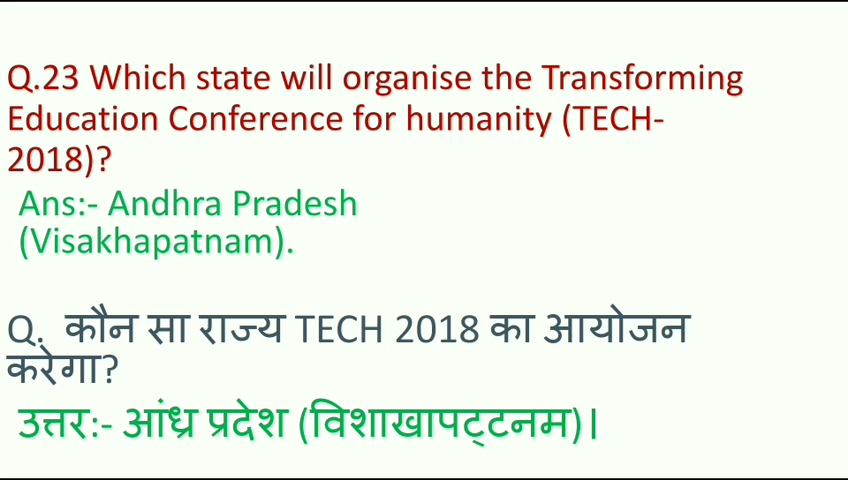 Q.23 Which state will organise the Transforming
Education Conference for humanity (TECH-
2018)?
Ans:- Andhra Pradesh
(Visakhapatnam).
Q.  कौन सा राज्य TECH 2018 का आयोजन
करेगा?
उत्तर:- आंध्र प्रदेश (विशाखापट्टनम)।